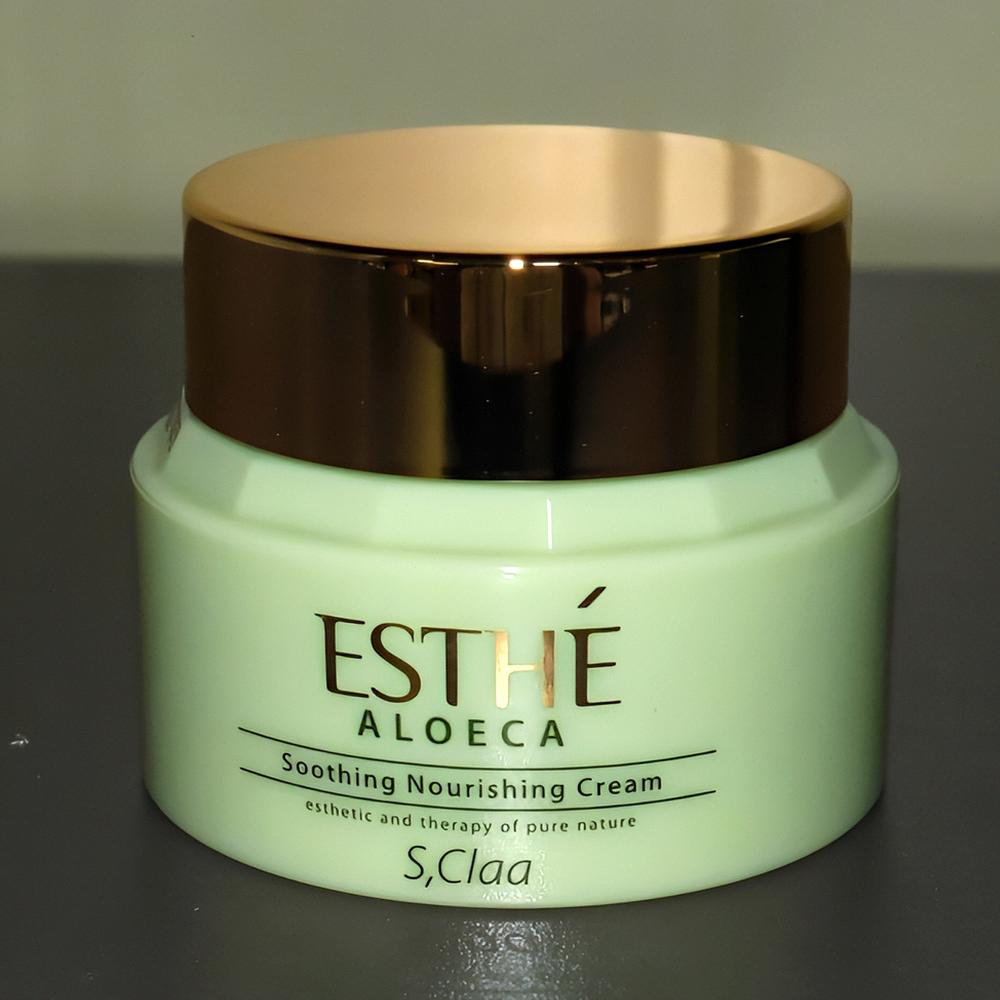 ESTHÉ
ALOECA
Soothing Nourishing Cream
esthetic and therapy of pure nature
S,Claa